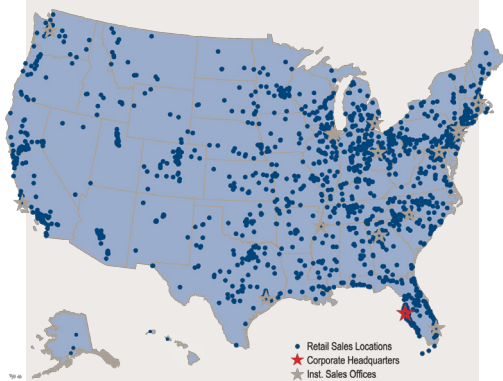 Retail Sales Locations
Corporate Headquarters
Inst. Sales Offices